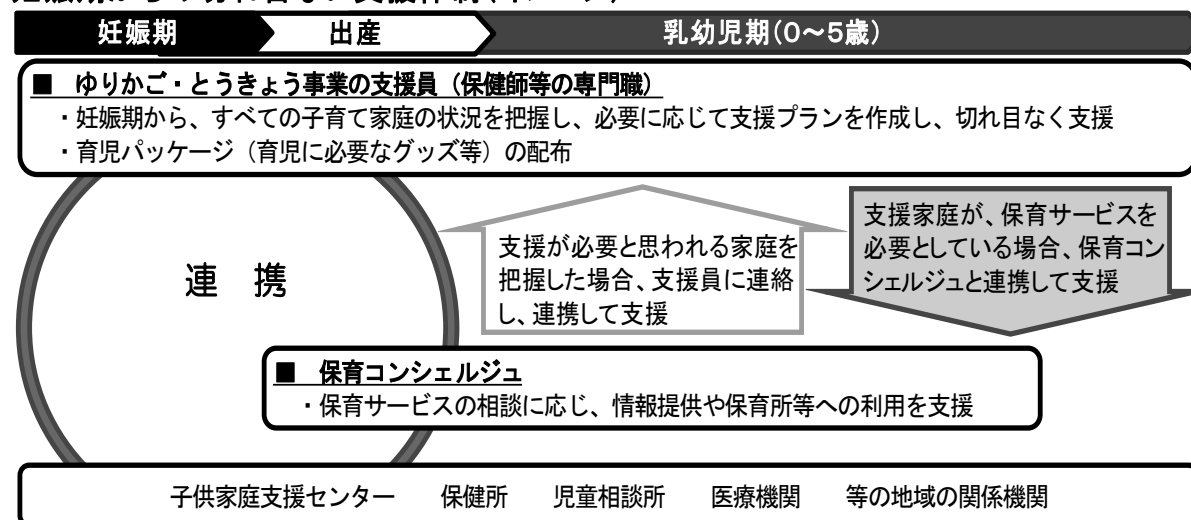 妊娠期 出産 乳幼児期(0～5歳)
■ ゆりかご・とうきょう事業の支援員（保健師等の専門職）
・妊娠期から、すべての子育て家庭の状況を把握し、必要に応じて支援プランを作成し、切れ目なく支援
・育児パッケージ（育児に必要なグッズ等）の配布
連 携
支援が必要と思われる家庭を
把握した場合、支援員に連絡
し、連携して支援
支援家庭が、保育サービスを
必要としている場合、保育コン
シェルジュと連携して支援
■ 保育コンシェルジュ
・保育サービスの相談に応じ、情報提供や保育所等への利用を支援
子供家庭支援センター 保健所 児童相談所 医療機関 等の地域の関係機関